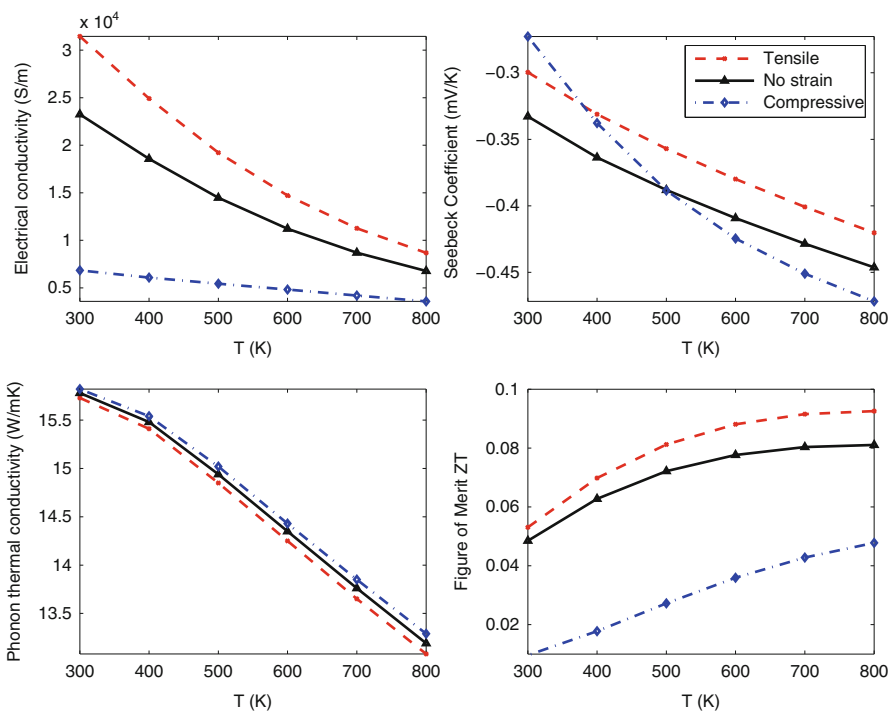 x 10⁴
3
2.5
2
1.5
1
0.5
300 400 500 600 700 800
T (K)
Electrical conductivity (S/m)
−0.3
−0.35
−0.4
−0.45
300 400 500 600 700 800
T (K)
Seebeck Coefficient (mV/K)
Tensile
No strain
Compressive
15.5
15
14.5
14
13.5
300 400 500 600 700 800
T (K)
Phonon thermal conductivity (W/mK)
0.1
0.08
0.06
0.04
0.02
300 400 500 600 700 800
T (K)
Figure of Merit ZT